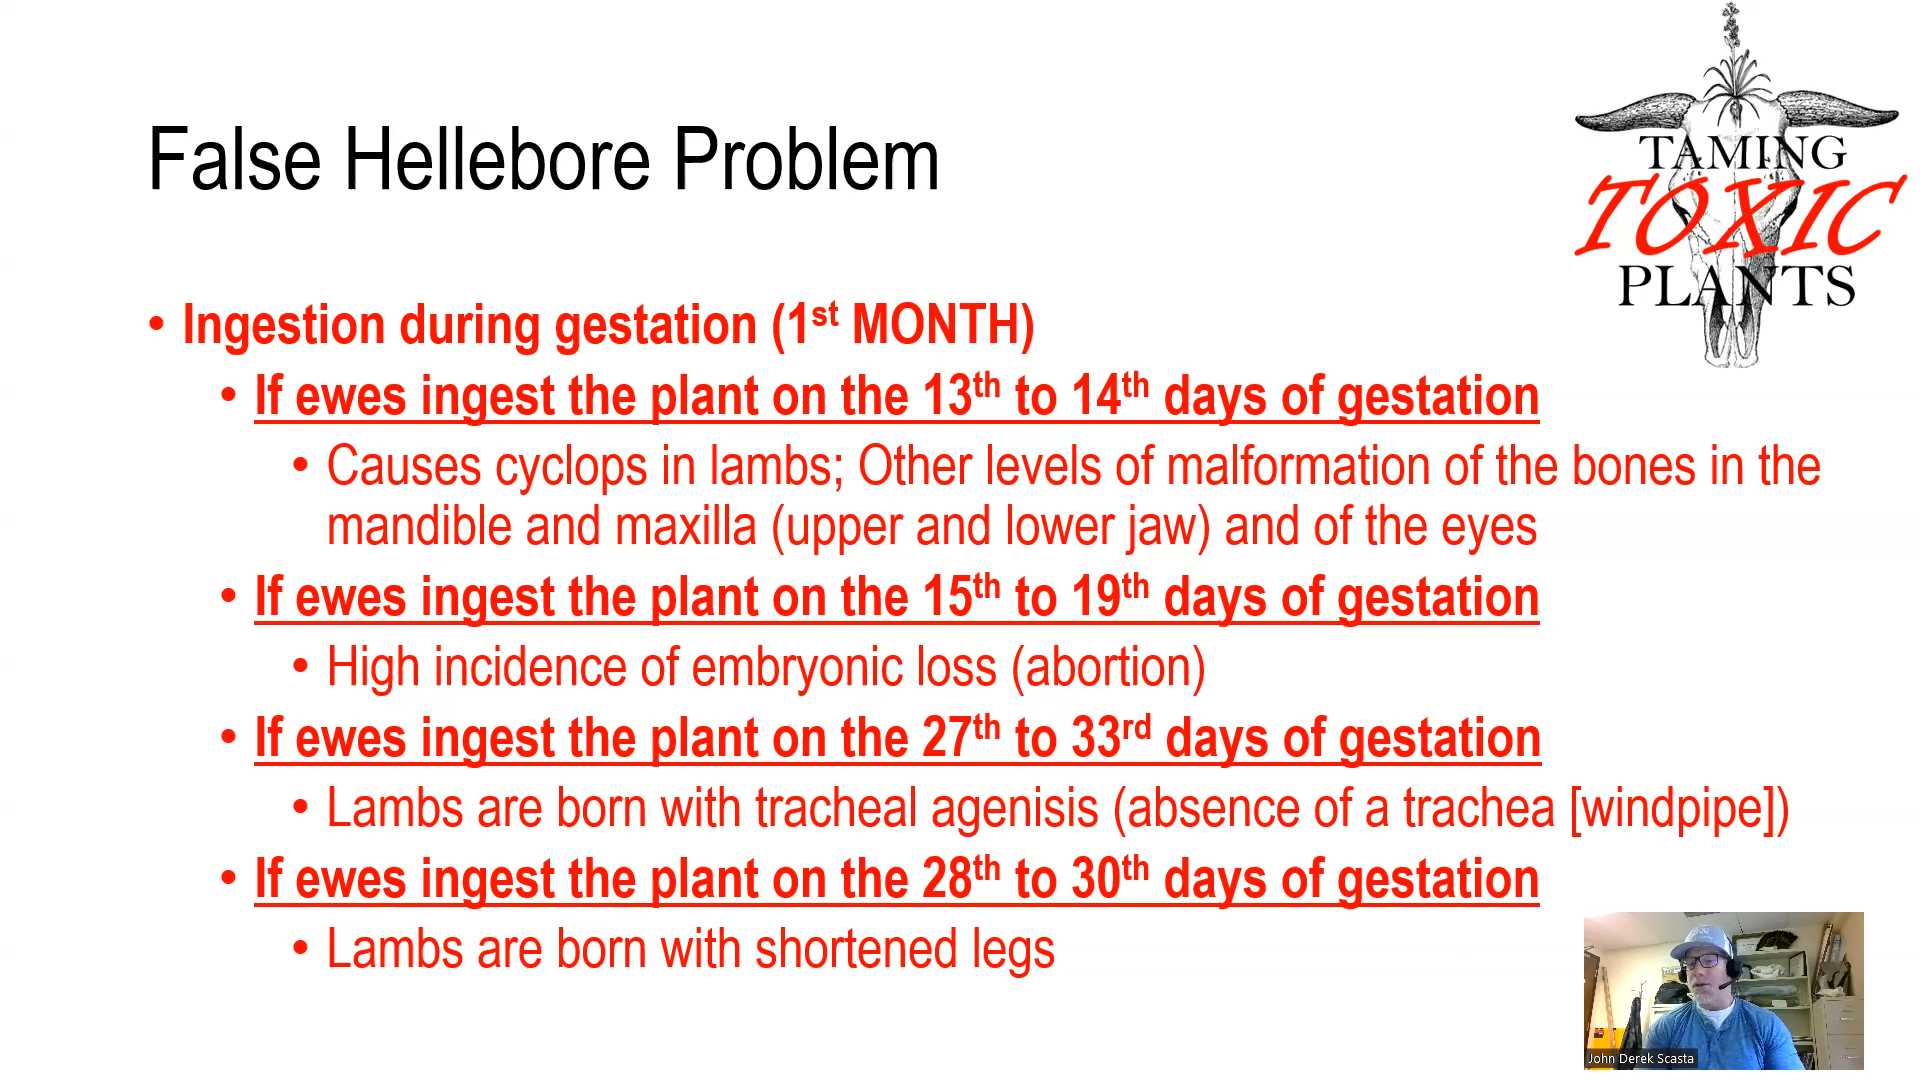 TAMING
TOXIC
PLANTS
False Hellebore Problem
• Ingestion during gestation (1st MONTH)
• If ewes ingest the plant on the 13th to 14th days of gestation
• Causes cyclops in lambs; Other levels of malformation of the bones in the
mandible and maxilla (upper and lower jaw) and of the eyes
• If ewes ingest the plant on the 15th to 19th days of gestation
• High incidence of embryonic loss (abortion)
• If ewes ingest the plant on the 27th to 33rd days of gestation
• Lambs are born with tracheal agenisis (absence of a trachea [windpipe])
• If ewes ingest the plant on the 28th to 30th days of gestation
• Lambs are born with shortened legs
John Derek Scasta